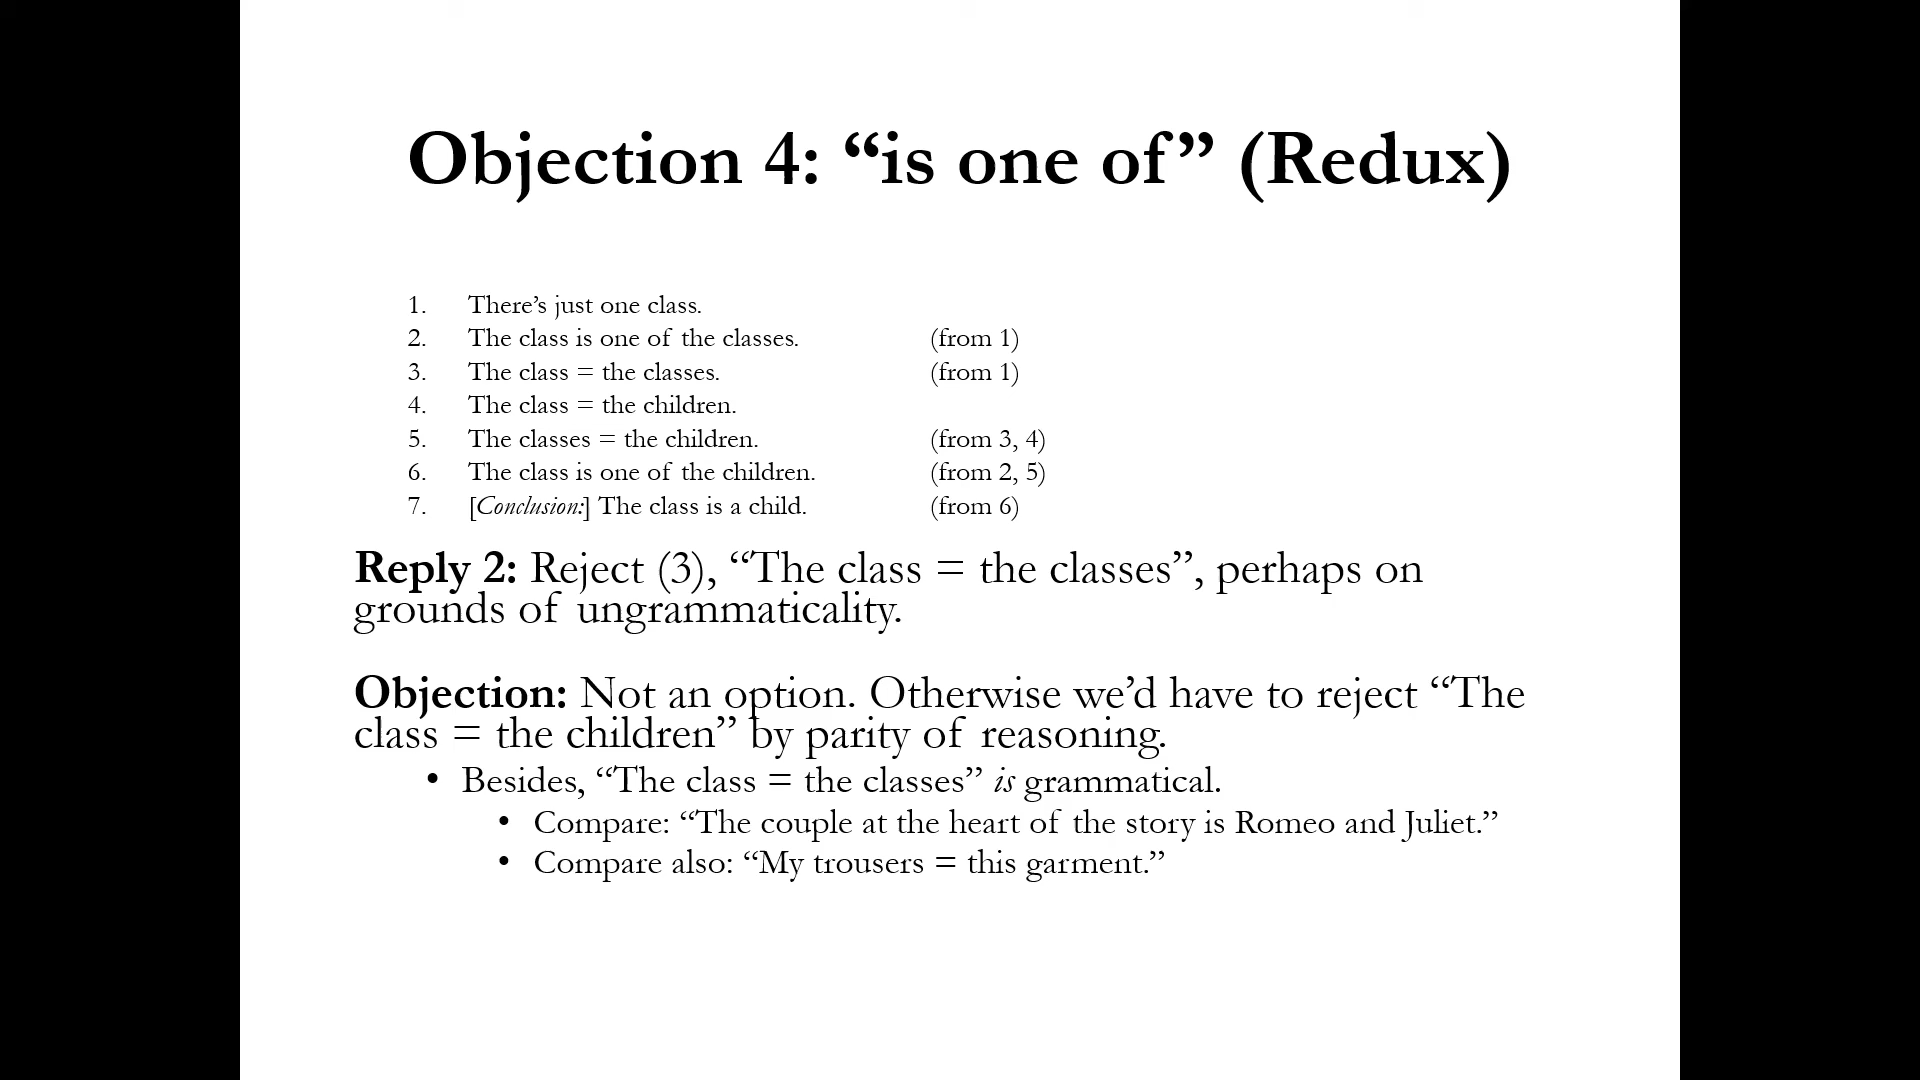 Objection 4: “is one of” (Redux)
1. There’s just one class.
2. The class is one of the classes. (from 1)
3. The class = the classes. (from 1)
4. The class = the children.
5. The classes = the children. (from 3, 4)
6. The class is one of the children. (from 2, 5)
7. [Conclusion:] The class is a child. (from 6)
Reply 2: Reject (3), “The class = the classes”, perhaps on
grounds of ungrammaticality.
Objection: Not an option. Otherwise we’d have to reject “The
class = the children” by parity of reasoning.
• Besides, “The class = the classes” is grammatical.
• Compare: “The couple at the heart of the story is Romeo and Juliet.”
• Compare also: “My trousers = this garment.”